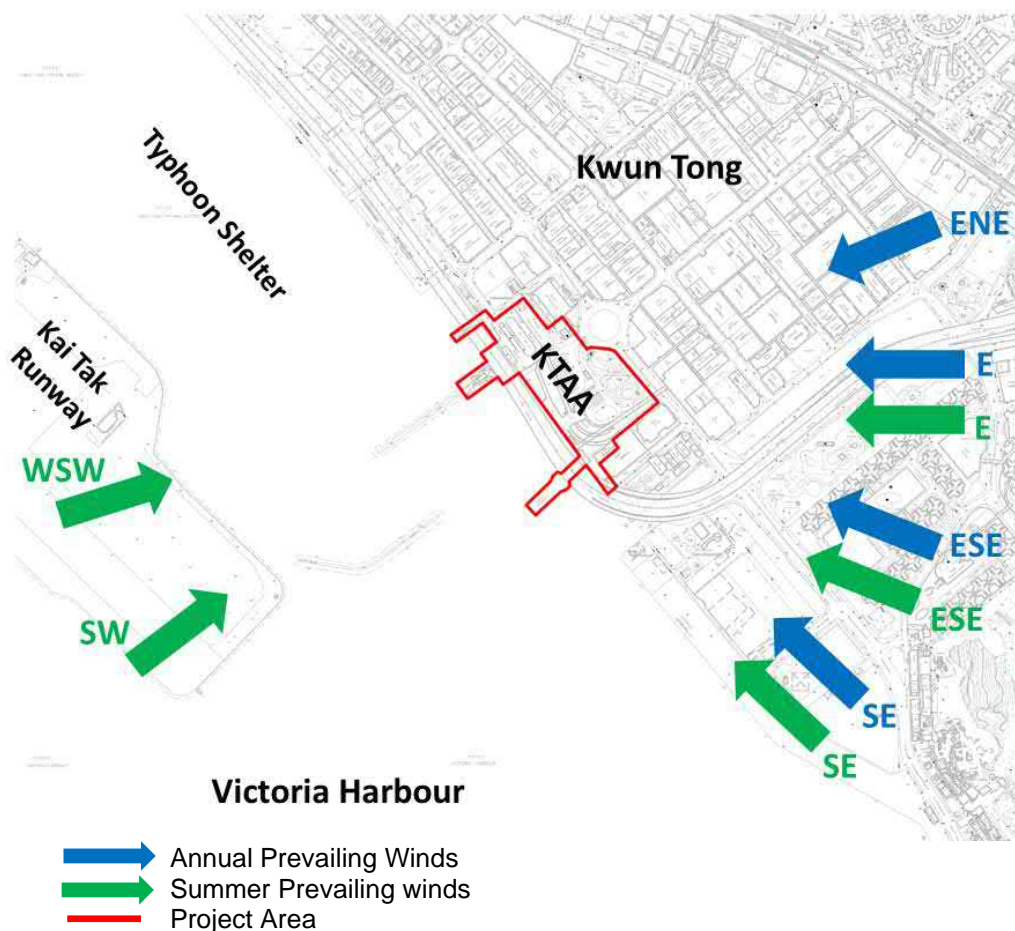 Typhoon Shelter
Kwun Tong
ENE
Kai Tak
Runway
KTAA
E
E
WSW
ESE
SW
ESE
SE
SE
Victoria Harbour
Annual Prevailing Winds
Summer Prevailing winds
Project Area